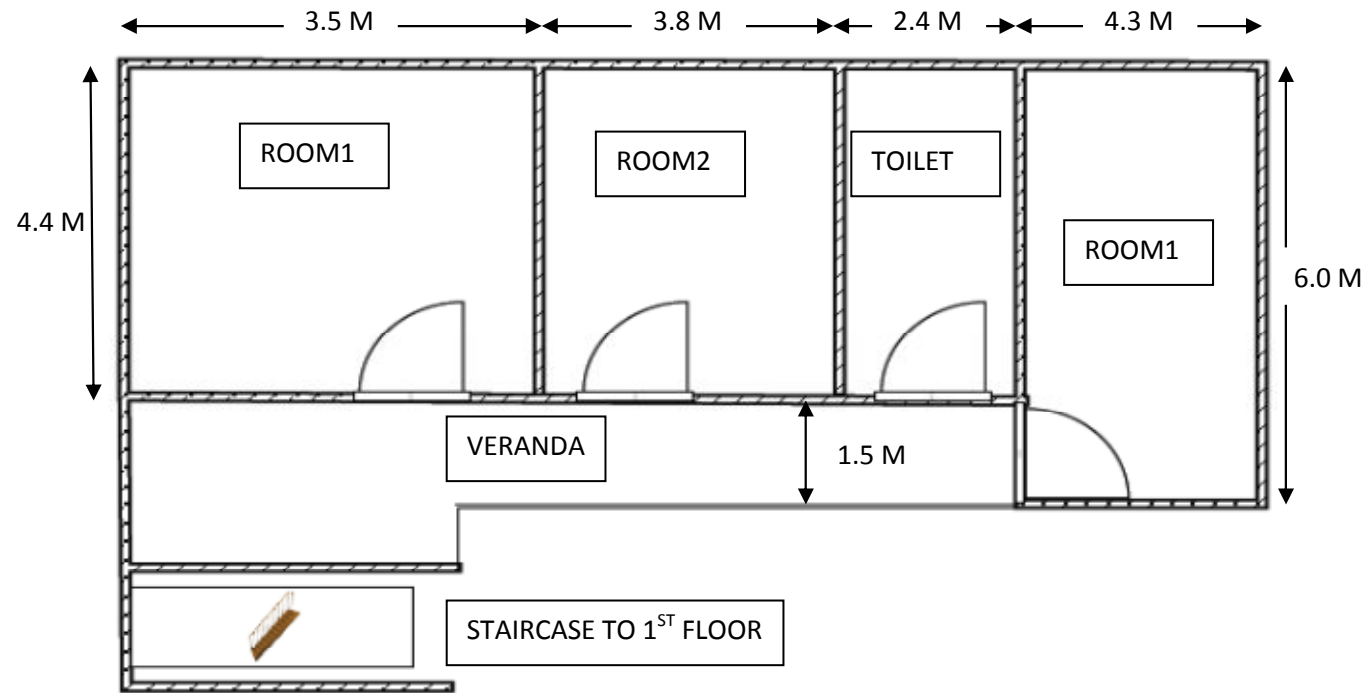 3.5 M
3.8 M
2.4 M
4.3 M
ROOM1
ROOM2
TOILET
4.4 M
ROOM1
6.0 M
VERANDA
1.5 M
STAIRCASE TO 1ST FLOOR